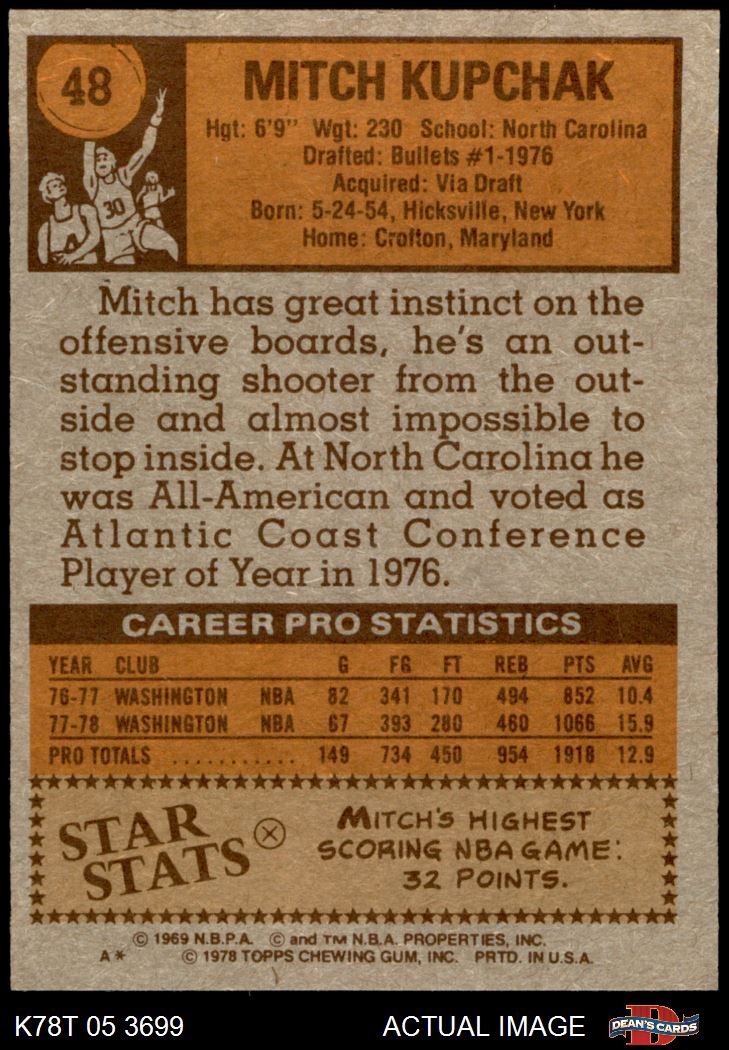 48
MITCH KUPCHAK
Hgt: 6'9" Wgt: 230 School: North Carolina
Drafted: Bullets #1-1976
Acquired: Via Draft
Born: 5-24-54, Hicksville, New York
Home: Crofton, Maryland
30
4
Mitch has great instinct on the
offensive boards, he's an out-
standing shooter from the out-
side and almost impossible to
stop inside. At North Carolina he
was All-American and voted as
Atlantic Coast Conference
Player of Year in 1976.
CAREER PRO STATISTICS
YEAR CLUB G FG FT REB PTS AVG
76-77 WASHINGTON NBA 82 341 170 494 852 10.4
77-78 WASHINGTON NBA 67 393 280 460 1066 15.9
PRO TOTALS ........... 149 734 450 954 1918 12.9
STAR
STATS
MITCH'S HIGHEST
SCORING NBA GAME:
32 POINTS.
© 1969 N.B.P.A. © and TM N.B.A. PROPERTIES, INC.
A* © 1978 TOPPS CHEWING GUM, INC. PRTD. IN U.S.A.
K78T 05 3699 ACTUAL IMAGE DEAN'S CARDS